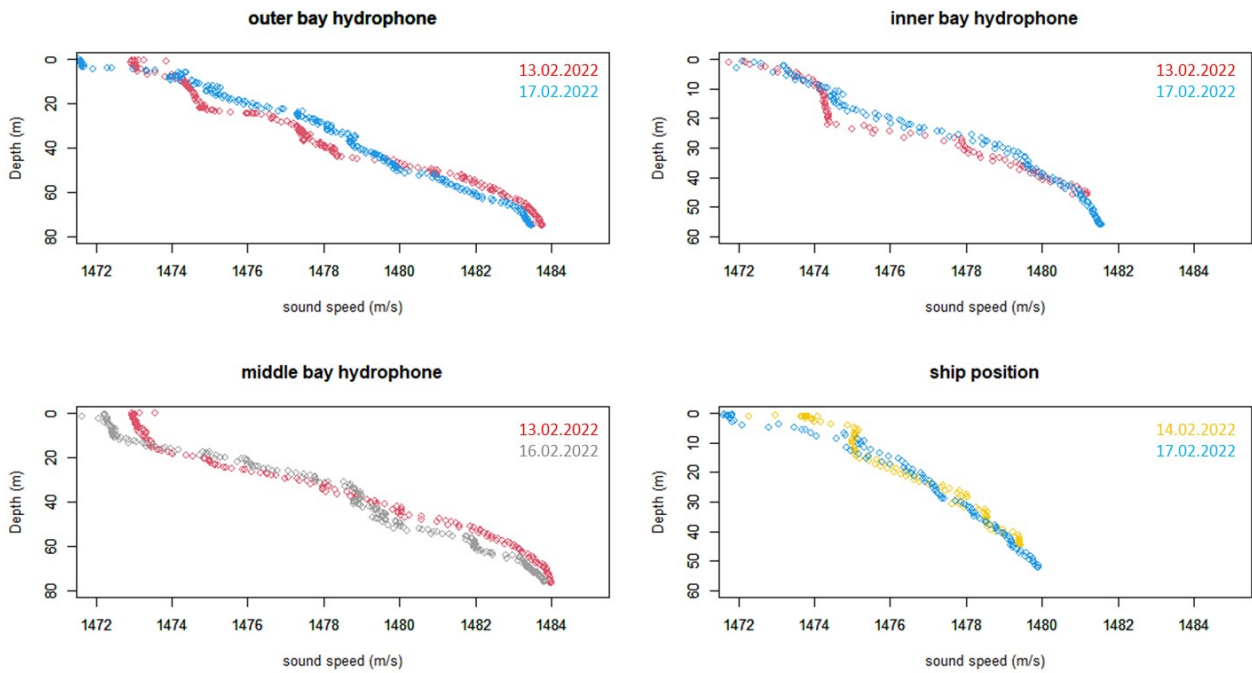 outer bay hydrophone
13.02.2022
17.02.2022
0
20
40
60
80
Depth (m)
1472 1474 1476 1478 1480 1482 1484
sound speed (m/s)
inner bay hydrophone
13.02.2022
17.02.2022
0
10
20
30
40
50
60
Depth (m)
1472 1474 1476 1478 1480 1482 1484
sound speed (m/s)
middle bay hydrophone
13.02.2022
16.02.2022
0
20
40
60
80
Depth (m)
1472 1474 1476 1478 1480 1482 1484
sound speed (m/s)
ship position
14.02.2022
17.02.2022
0
10
20
30
40
50
60
Depth (m)
1472 1474 1476 1478 1480 1482 1484
sound speed (m/s)